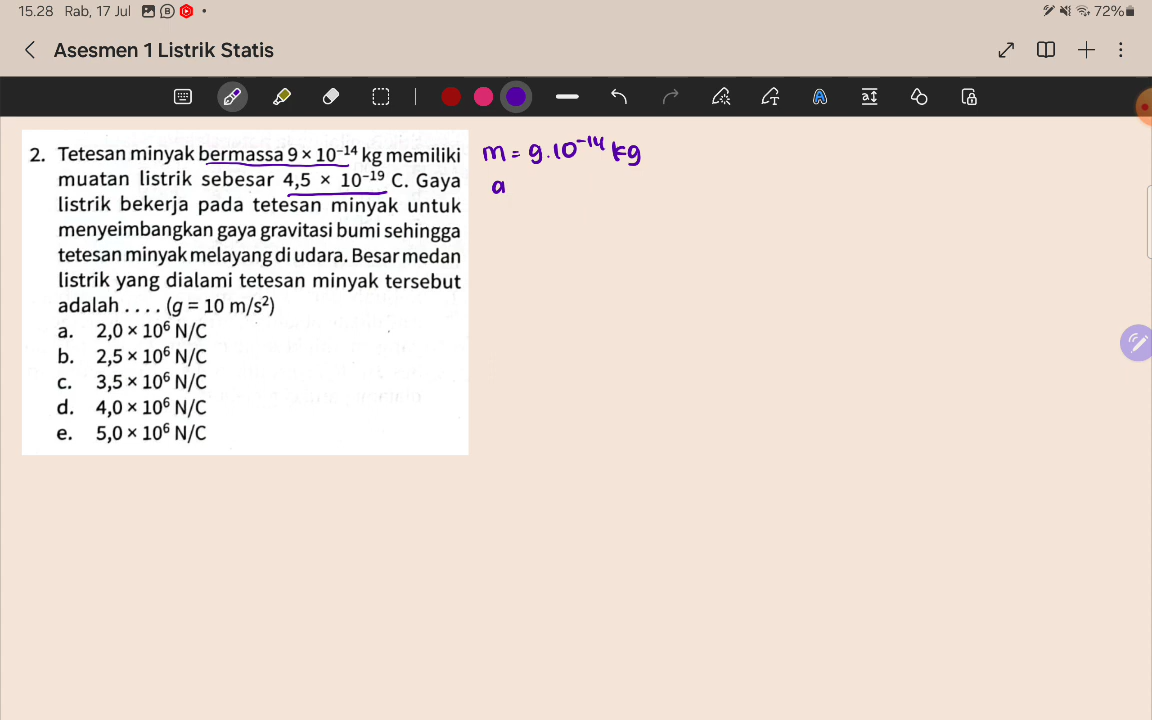 15.28 Rab, 17 Jul
72%
Asesmen 1 Listrik Statis
2. Tetesan minyak bermassa 9 × 10⁻¹⁴ kg memiliki
muatan listrik sebesar 4,5 × 10⁻¹⁹ C. Gaya
listrik bekerja pada tetesan minyak untuk
menyeimbangkan gaya gravitasi bumi sehingga
tetesan minyak melayang di udara. Besar medan
listrik yang dialami tetesan minyak tersebut
adalah . . . . (g = 10 m/s²)
a. 2,0 × 10⁶ N/C
b. 2,5 × 10⁶ N/C
c. 3,5 × 10⁶ N/C
d. 4,0 × 10⁶ N/C
e. 5,0 × 10⁶ N/C
m = 9.10⁻¹⁴ kg
a